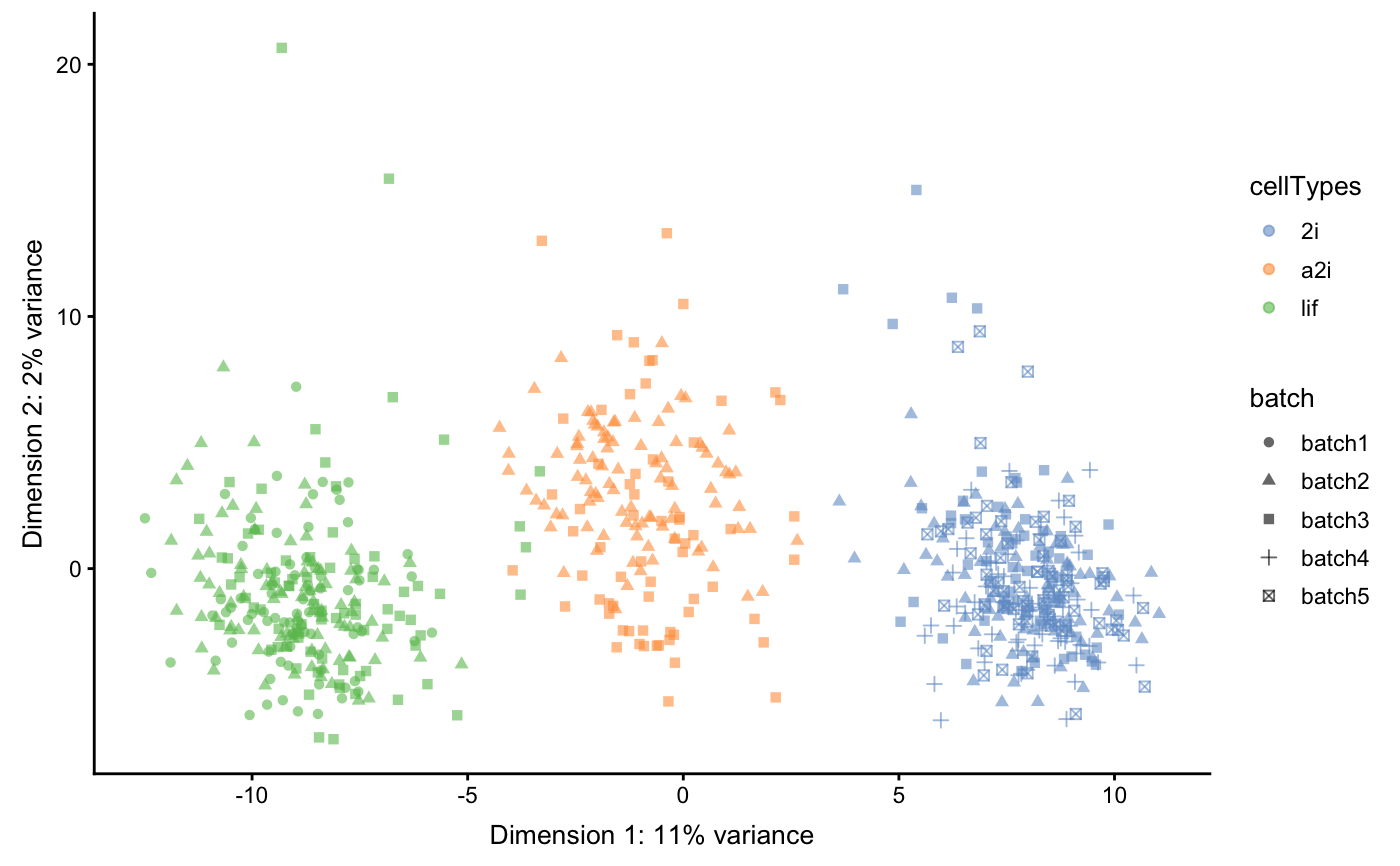 20
10
0
Dimension 2: 2% variance
-10
-5
0
5
10
Dimension 1: 11% variance
cellTypes
2i
a2i
lif
batch
batch1
batch2
batch3
batch4
batch5